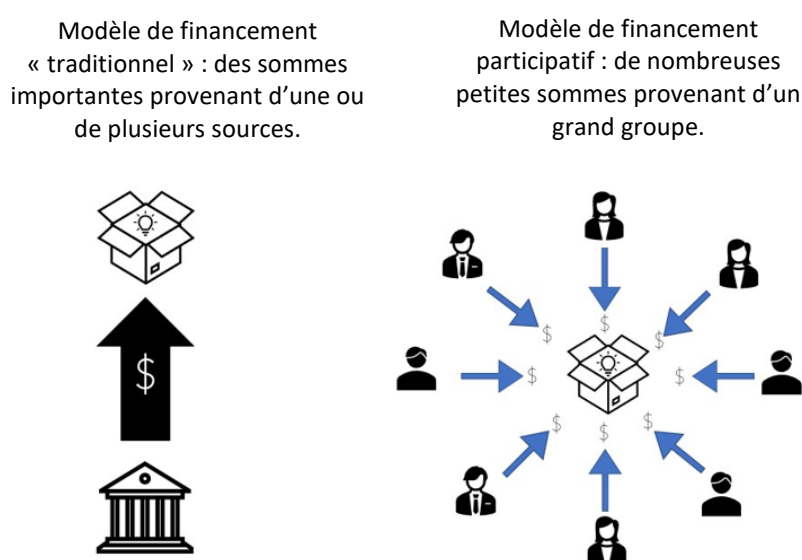 Modèle de financement
« traditionnel » : des sommes
importantes provenant d’une ou
de plusieurs sources.
Modèle de financement
participatif : de nombreuses
petites sommes provenant d’un
grand groupe.
$
$
$
$
$
$
$
$
$